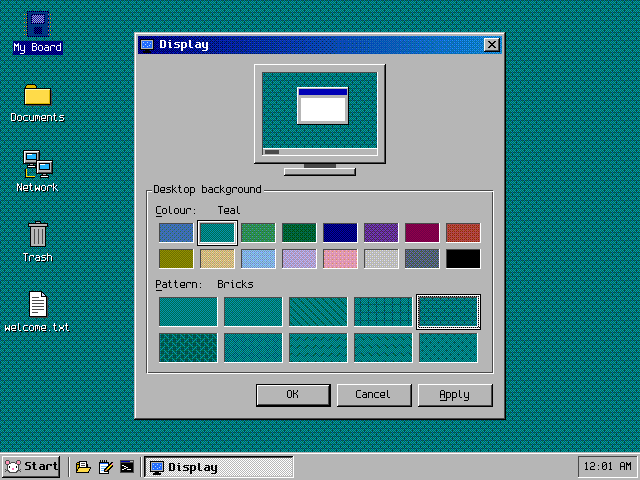 My Board
Documents
Network
Trash
welcome.txt
Display
Desktop background
Colour: Teal
Pattern: Bricks
OK Cancel Apply
Start Display 12:01 AM